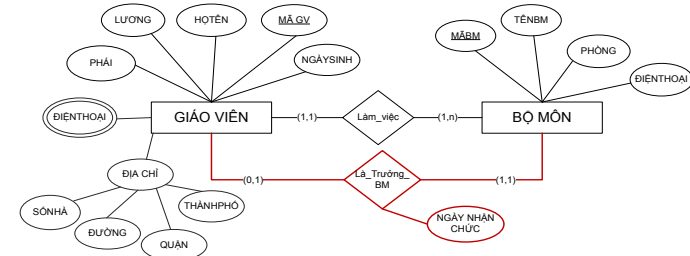 LƯƠNG
HỌTÊN
MÃ GV
PHÁI
NGÀYSINH
MÃBM
TÊNBM
PHÒNG
ĐIỆNTHOẠI
ĐIỆNTHOẠI
GIÁO VIÊN
(1,1)
Làm_việc
(1,n)
BỘ MÔN
ĐỊA CHỈ
(0,1)
Là_Trưởng_
BM
(1,1)
SỐNHÀ
ĐƯỜNG
QUẬN
THÀNHPHỐ
NGÀY NHẬN
CHỨC